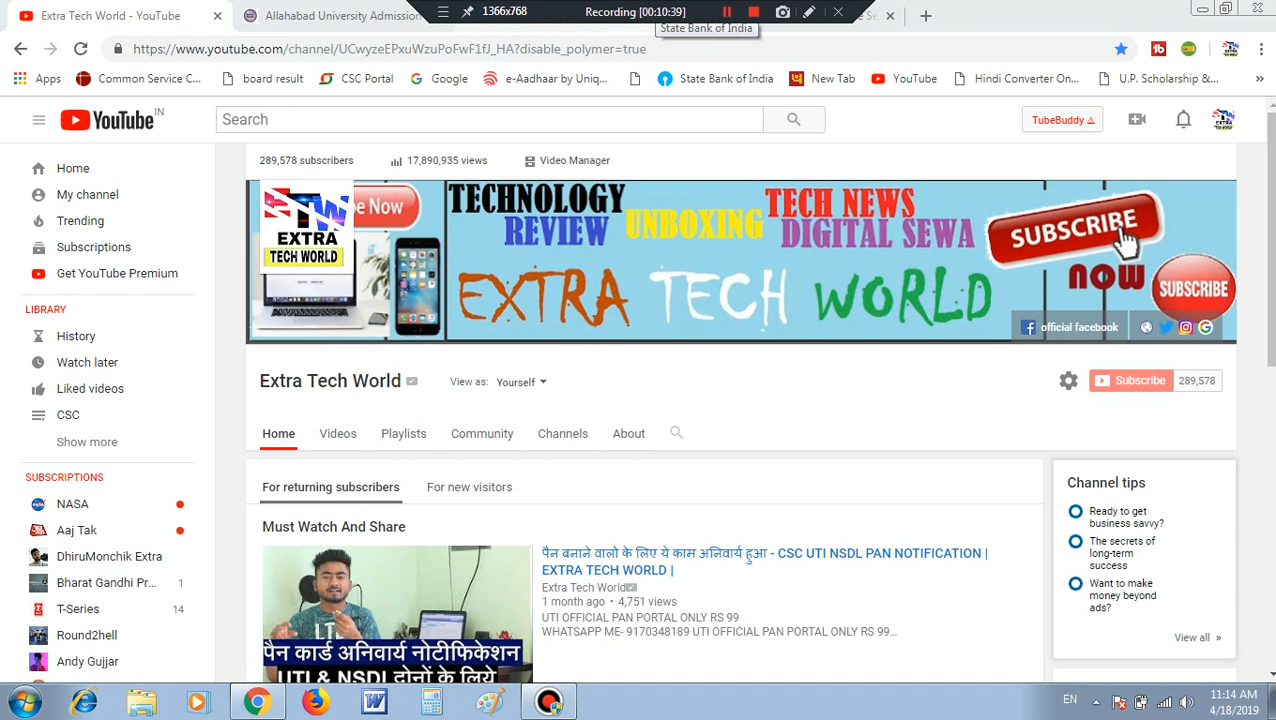 Extra Tech World - YouTube
Allahabad University Admission
1366x768
Recording [00:10:39]
State Bank of India
https://www.youtube.com/channel/UCwyzeEPxuWzuPoFwF1fJ_HA?disable_polymer=true
Apps
Common Service C...
board result
CSC Portal
Google
e-Aadhaar by Uniq...
State Bank of India
New Tab
YouTube
Hindi Converter On...
U.P. Scholarship &...
»
YouTube IN
Search
TubeBuddy
Home
My channel
Trending
Subscriptions
Get YouTube Premium
LIBRARY
History
Watch later
Liked videos
CSC
Show more
SUBSCRIPTIONS
NASA
Aaj Tak
DhiruMonchik Extra
Bharat Gandhi Pr... 1
T-Series 14
Round2hell
Andy Gujjar
289,578 subscribers
17,890,935 views
Video Manager
be Now
ETW
EXTRA
TECH WORLD
TECHNOLOGY
REVIEW
UNBOXING
TECH NEWS
DIGITAL SEWA
EXTRA TECH WORLD
SUBSCRIBE
NOW
SUBSCRIBE
official facebook
Extra Tech World
View as: Yourself
Subscribe 289,578
Home
Videos
Playlists
Community
Channels
About
For returning subscribers
For new visitors
Must Watch And Share
पैन कार्ड अनिवार्य नोटीफिकेशन
UTI & NSDL दोनों के लिये
पैन बनाने वालो के लिए ये काम अनिवार्य हुआ - CSC UTI NSDL PAN NOTIFICATION |
EXTRA TECH WORLD |
Extra Tech World
1 month ago • 4,751 views
UTI OFFICIAL PAN PORTAL ONLY RS 99
WHATSAPP ME- 9170348189 UTI OFFICIAL PAN PORTAL ONLY RS 99...
Channel tips
Ready to get
business savvy?
The secrets of
long-term
success
Want to make
money beyond
ads?
View all »
EN
11:14 AM
4/18/2019